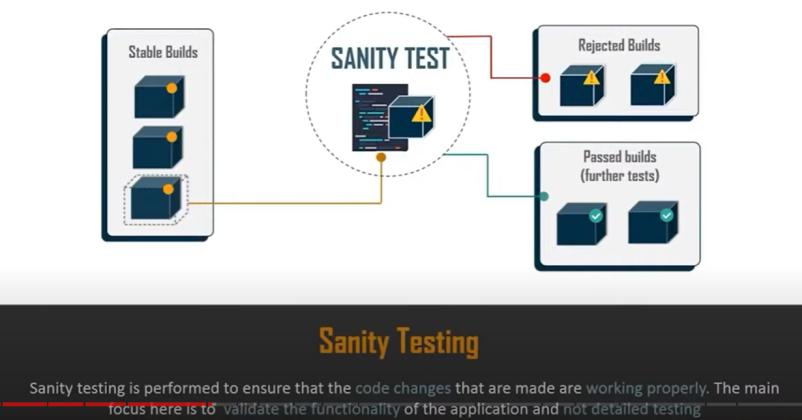 Stable Builds
SANITY TEST
Rejected Builds
Passed builds
(further tests)
Sanity Testing
Sanity testing is performed to ensure that the code changes that are made are working properly. The main
focus here is to validate the functionality of the application and not detailed testing